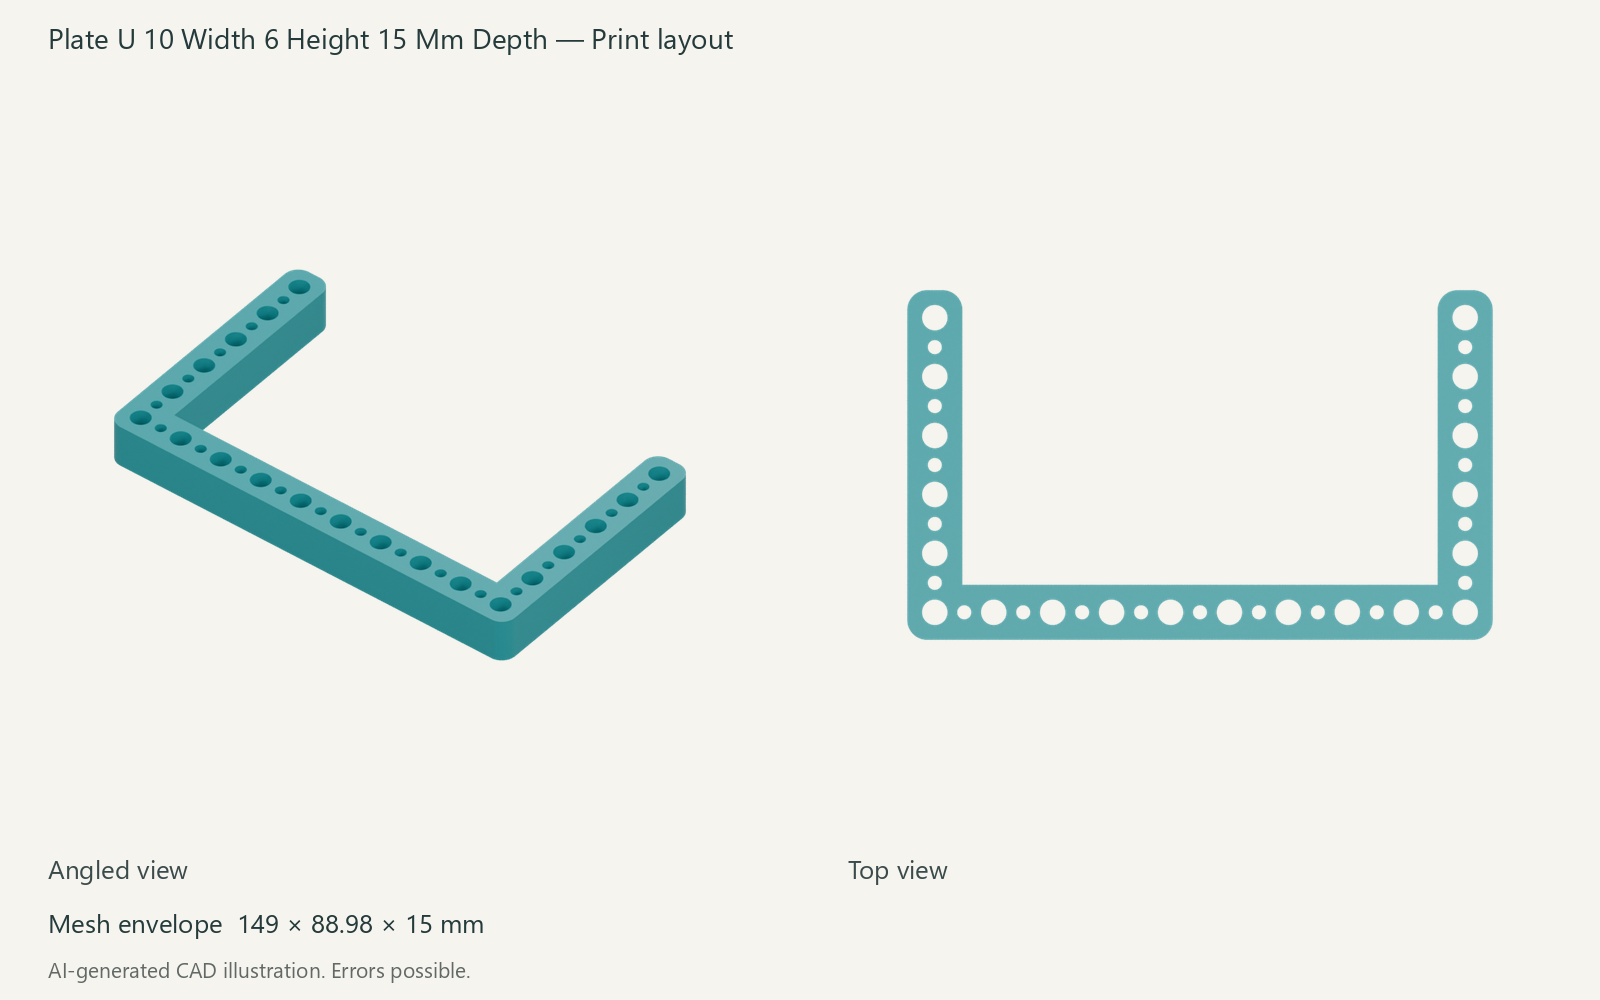 Plate U 10 Width 6 Height 15 Mm Depth — Print layout
Angled view
Top view
Mesh envelope 149 × 88.98 × 15 mm
AI-generated CAD illustration. Errors possible.